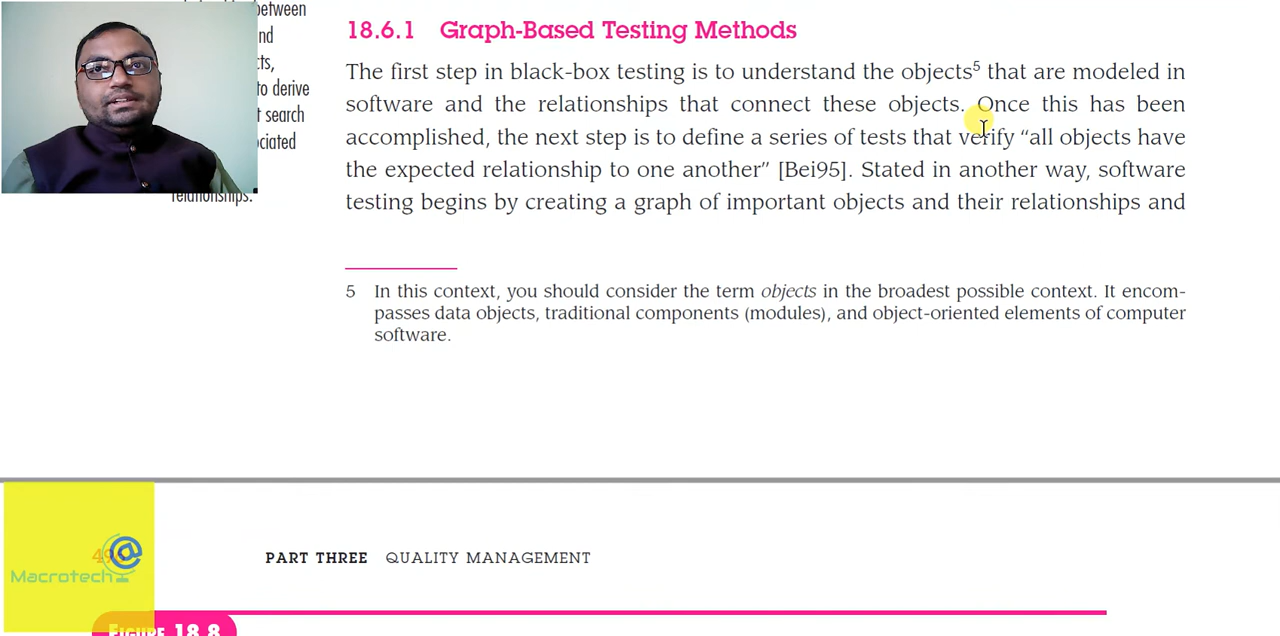 between
nd
cts,
to derive
t search
ociated
relationships.
18.6.1 Graph-Based Testing Methods
The first step in black-box testing is to understand the objects5 that are modeled in
software and the relationships that connect these objects. Once this has been
accomplished, the next step is to define a series of tests that verify “all objects have
the expected relationship to one another” [Bei95]. Stated in another way, software
testing begins by creating a graph of important objects and their relationships and
5 In this context, you should consider the term objects in the broadest possible context. It encom-
passes data objects, traditional components (modules), and object-oriented elements of computer
software.
Macrotech
PART THREE QUALITY MANAGEMENT
FIGURE 18.8